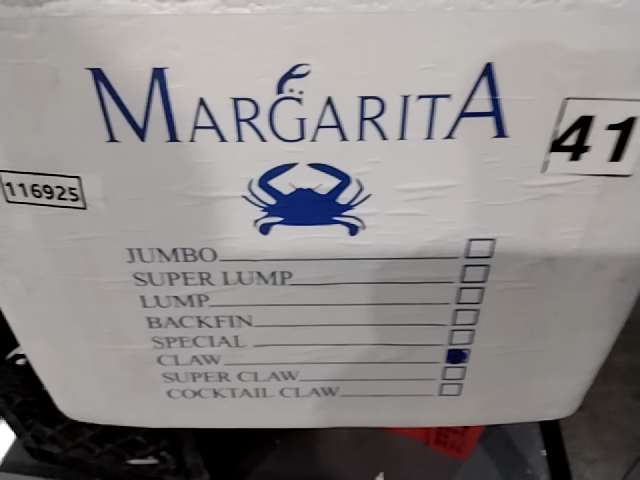 MARGARITA
41
116925
JUMBO
SUPER LUMP
LUMP
BACKFIN
SPECIAL
CLAW
SUPER CLAW
COCKTAIL CLAW